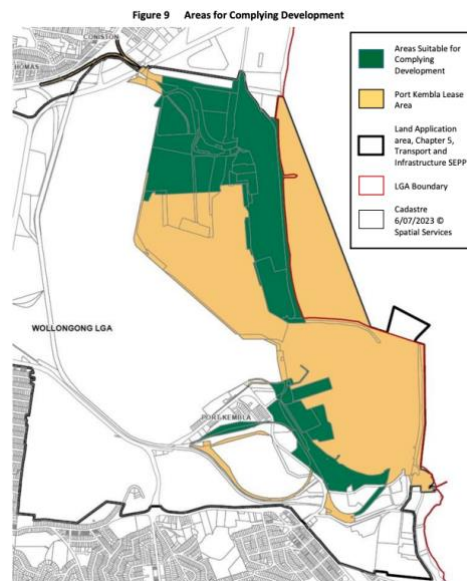 Figure 9 Areas for Complying Development
CONISTON
THOMAS
Areas Suitable for
Complying
Development
Port Kembla Lease
Area
Land Application
area, Chapter 5,
Transport and
Infrastructure SEPP
LGA Boundary
Cadastre
6/07/2023 ©
Spatial Services
WOLLONGONG LGA
PORT KEMBLA